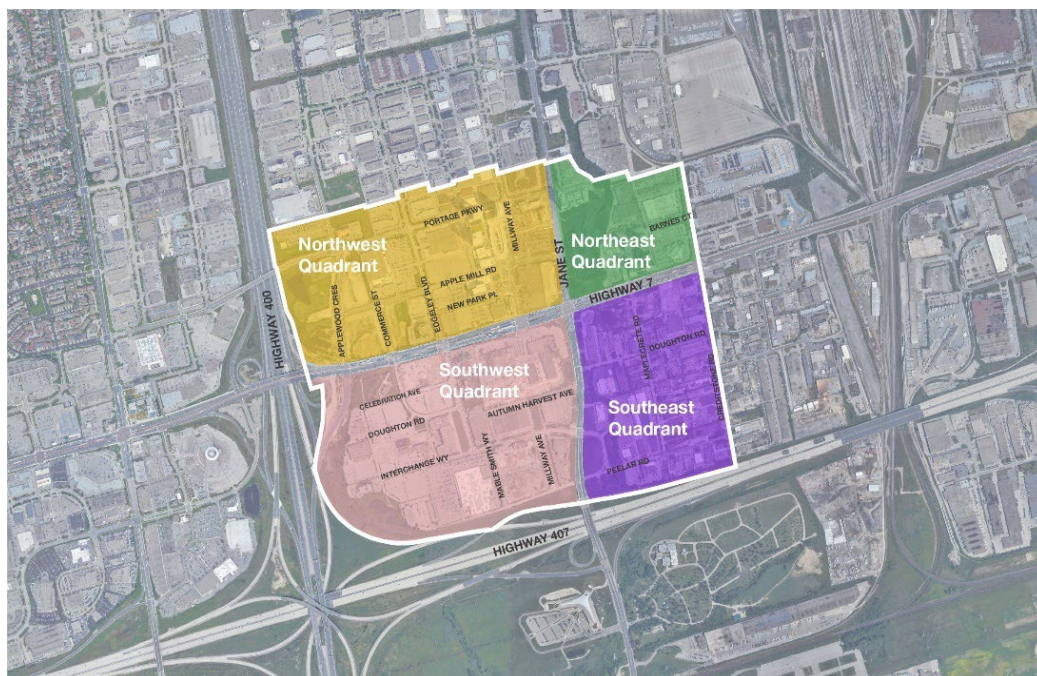 PORTAGE PKWY
MILLWAY AVE
BARNES CT
Northwest
Quadrant
Northeast
Quadrant
JANE ST
APPLE MILL RD
NEW PARK PL
EDGELEY BLVD
COMMERCE ST
APPLEWOOD CRES
HIGHWAY 400
HIGHWAY 7
MAPLECRETE RD
DOUGHTON RD
CREDITSTONE RD
Southwest
Quadrant
CELEBRATION AVE
AUTUMN HARVEST AVE
DOUGHTON RD
Southeast
Quadrant
INTERCHANGE WY
MABLE SMITH WY
MILLWAY AVE
PEELAR RD
HIGHWAY 407